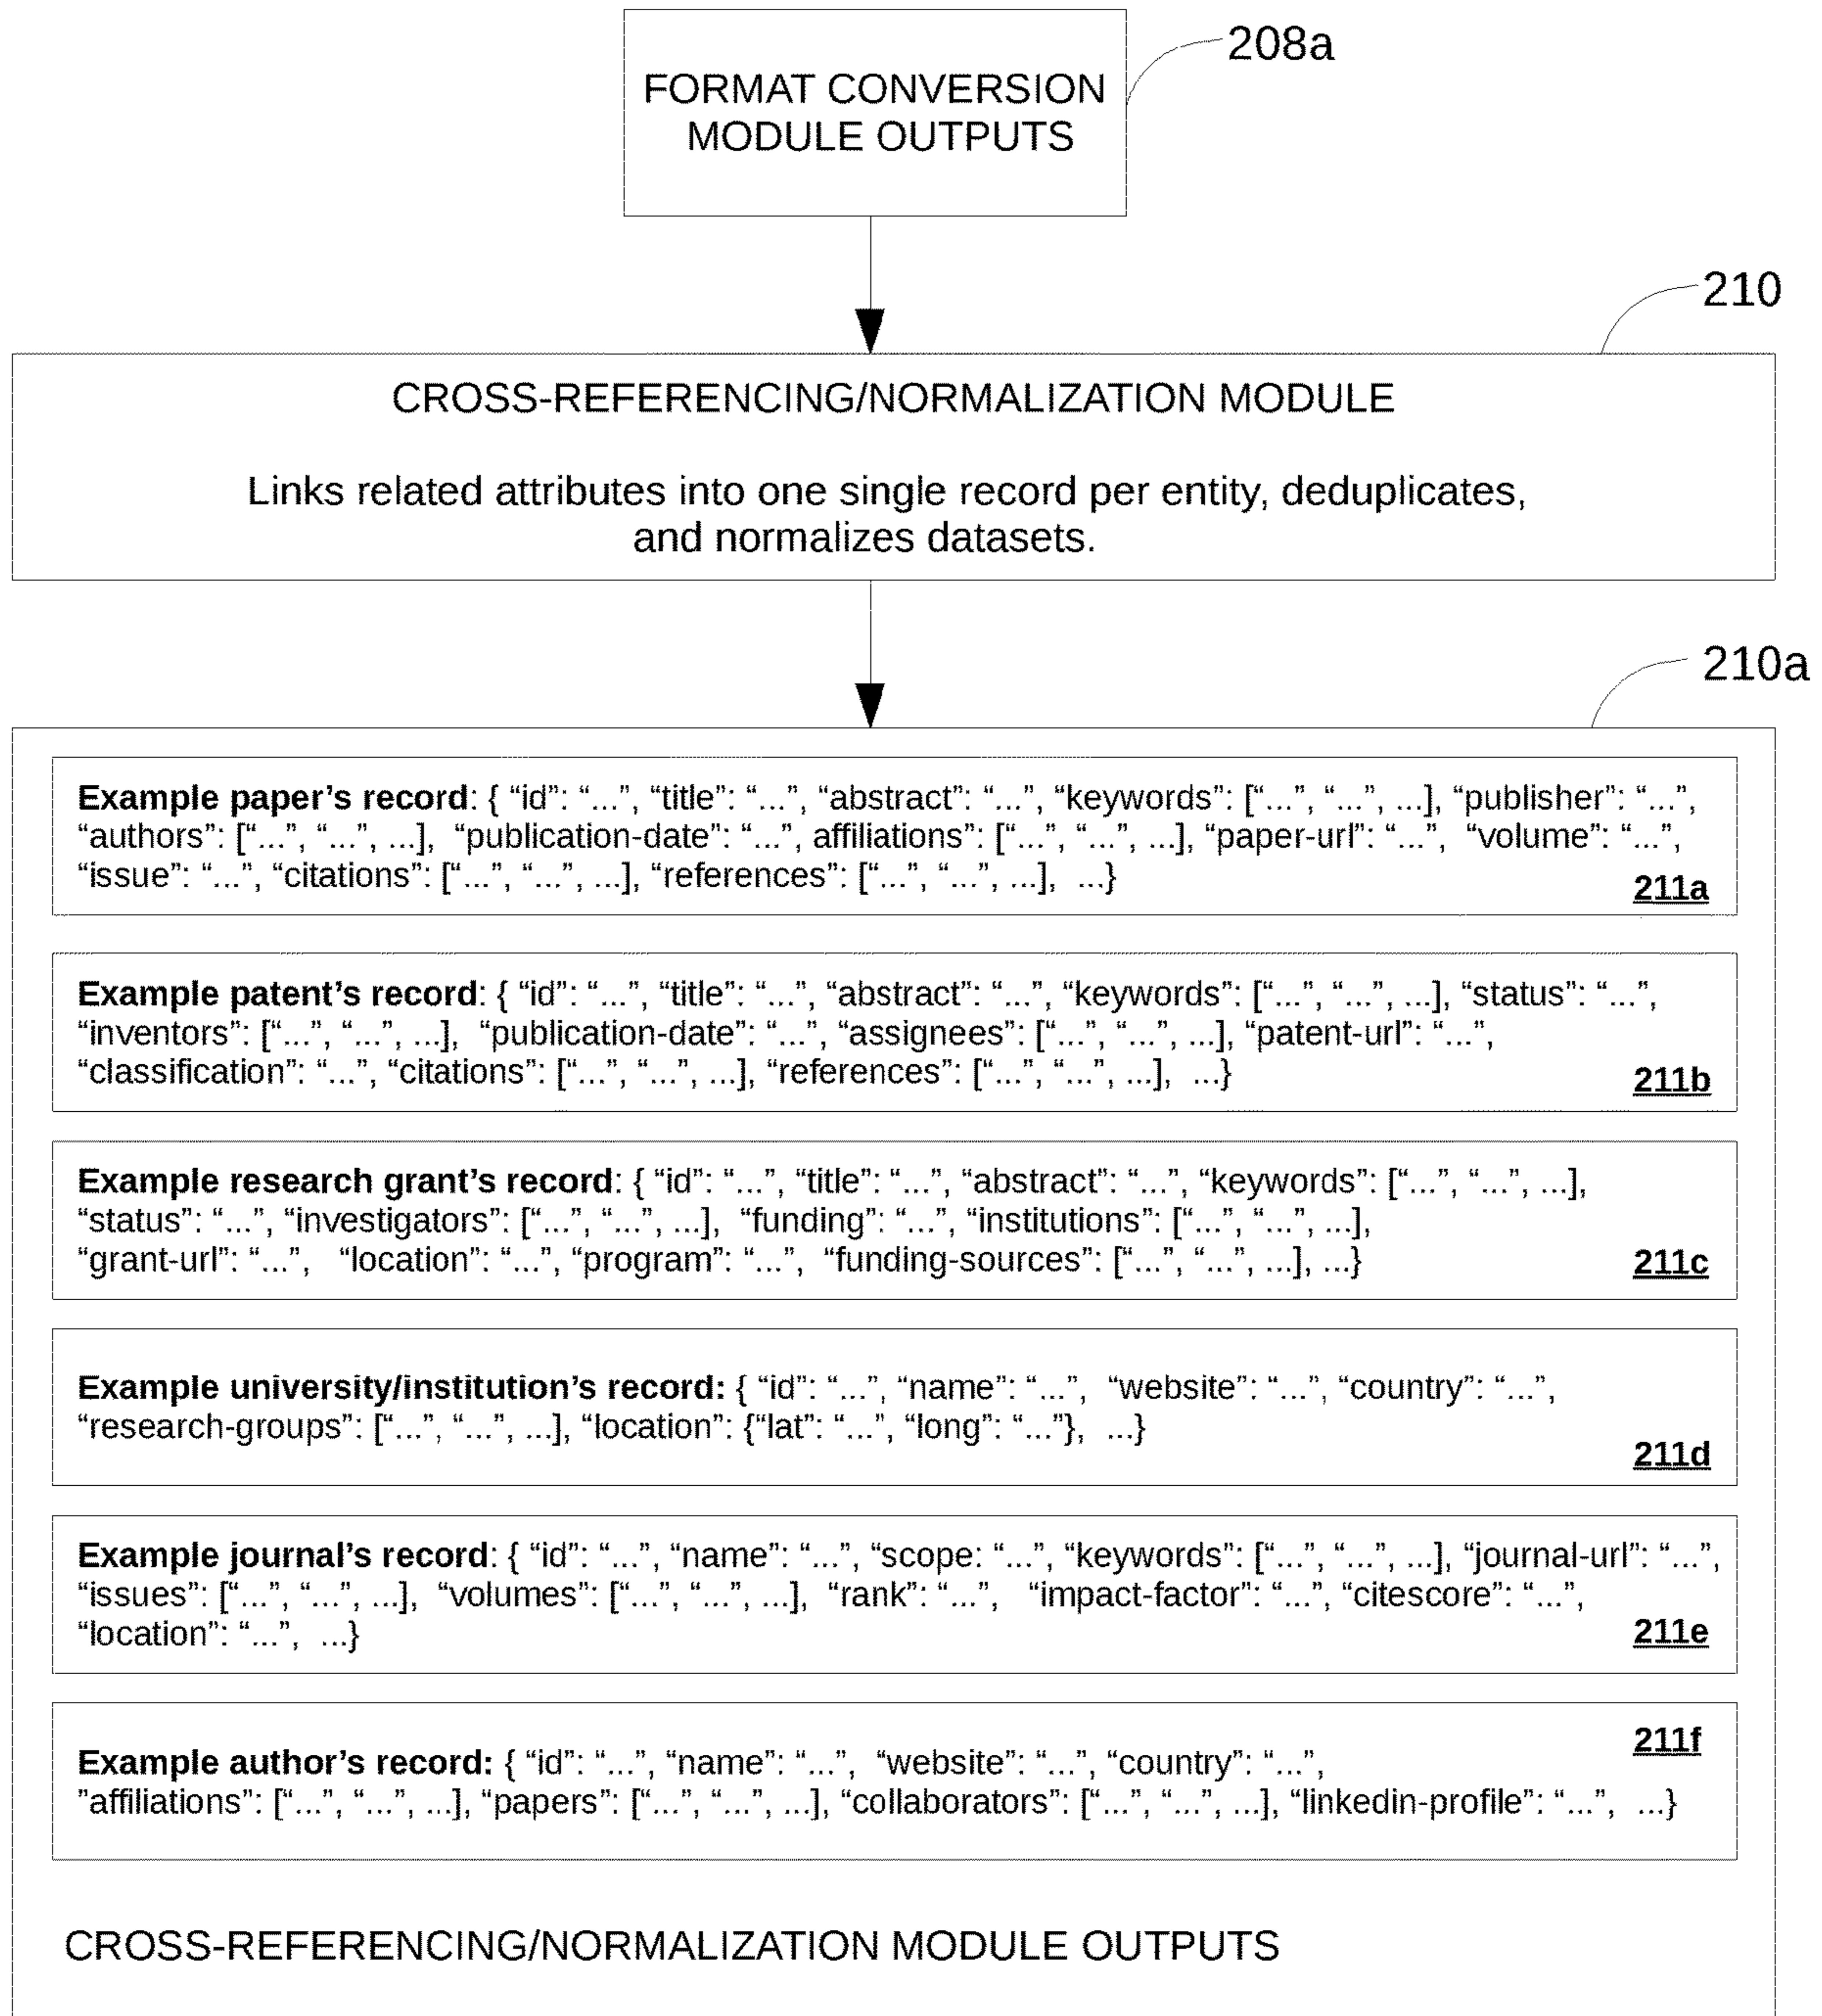 208a
FORMAT CONVERSION
MODULE OUTPUTS
210
CROSS-REFERENCING/NORMALIZATION MODULE
Links related attributes into one single record per entity, deduplicates,
and normalizes datasets.
210a
Example paper’s record: { “id”: “...”, “title”: “...”, “abstract”: “...”, “keywords”: [“...”, “...”, ...], “publisher”: “...”,
“authors”: [“...”, “...”, ...],  “publication-date”: “...”, affiliations”: [“...”, “...”, ...], “paper-url”: “...”,  “volume”: “...”,
“issue”: “...”, “citations”: [“...”, “...”, ...], “references”: [“...”, “...”, ...],  ...}
211a
Example patent’s record: { “id”: “...”, “title”: “...”, “abstract”: “...”, “keywords”: [“...”, “...”, ...], “status”: “...”,
“inventors”: [“...”, “...”, ...],  “publication-date”: “...”, “assignees”: [“...”, “...”, ...], “patent-url”: “...”,
“classification”: “...”, “citations”: [“...”, “...”, ...], “references”: [“...”, “...”, ...],  ...}
211b
Example research grant’s record: { “id”: “...”, “title”: “...”, “abstract”: “...”, “keywords”: [“...”, “...”, ...],
“status”: “...”, “investigators”: [“...”, “...”, ...],  “funding”: “...”, “institutions”: [“...”, “...”, ...],
“grant-url”: “...”,   “location”: “...”, “program”: “...”,  “funding-sources”: [“...”, “...”, ...], ...}
211c
Example university/institution’s record: { “id”: “...”, “name”: “...”,  “website”: “...”, “country”: “...”,
“research-groups”: [“...”, “...”, ...], “location”: {“lat”: “...”, “long”: “...”},  ...}
211d
Example journal’s record: { “id”: “...”, “name”: “...”, “scope: “...”, “keywords”: [“...”, “...”, ...], “journal-url”: “...”,
“issues”: [“...”, “...”, ...],  “volumes”: [“...”, “...”, ...],  “rank”: “...”,   “impact-factor”: “...”, “citescore”: “...”,
“location”: “...”,  ...}
211e
211f
Example author’s record: { “id”: “...”, “name”: “...”,  “website”: “...”, “country”: “...”,
”affiliations”: [“...”, “...”, ...], “papers”: [“...”, “...”, ...], “collaborators”: [“...”, “...”, ...], “linkedin-profile”: “...”,  ...}
CROSS-REFERENCING/NORMALIZATION MODULE OUTPUTS